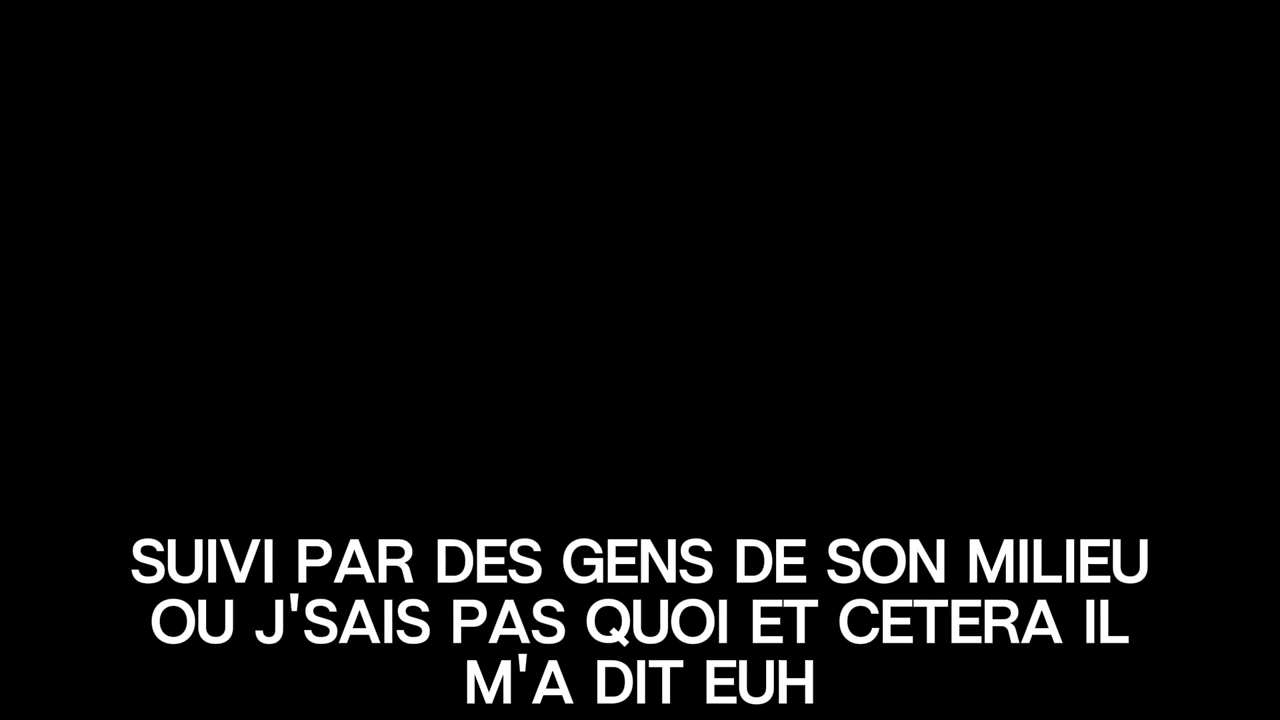 SUIVI PAR DES GENS DE SON MILIEU
OU J'SAIS PAS QUOI ET CETERA IL
M'A DIT EUH